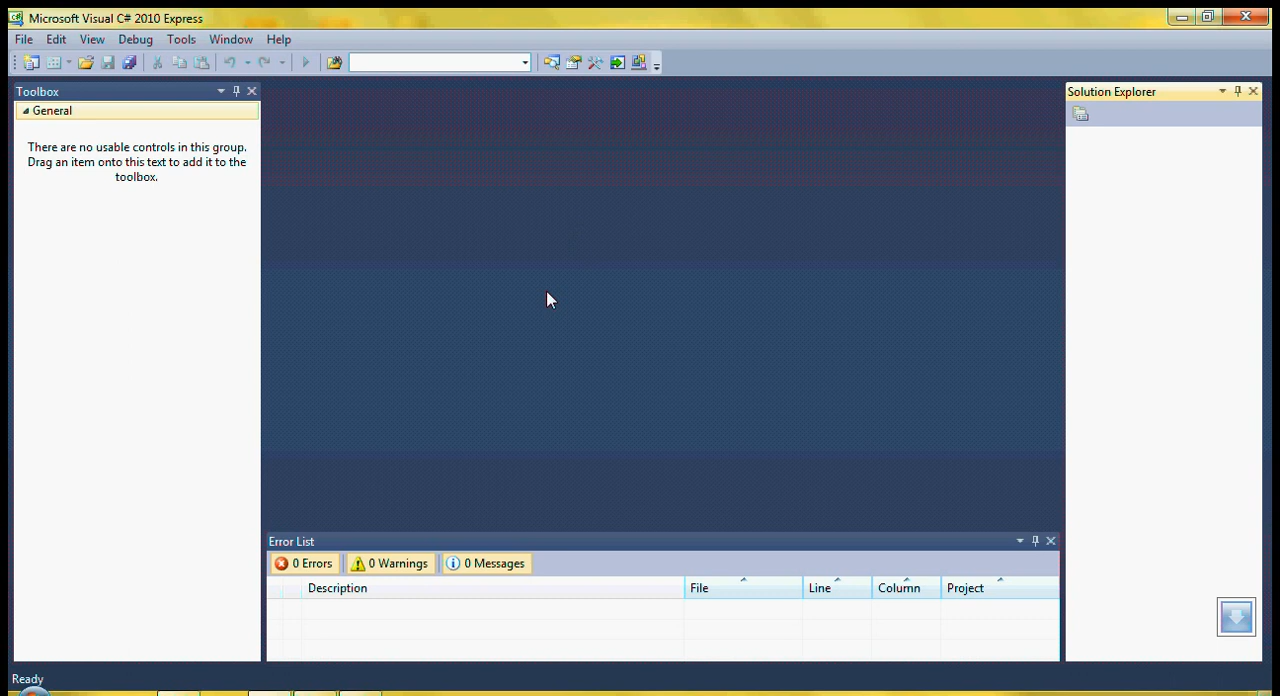 Microsoft Visual C# 2010 Express
File Edit View Debug Tools Window Help
Toolbox
Solution Explorer
General
There are no usable controls in this group.
Drag an item onto this text to add it to the
toolbox.
Error List
0 Errors 0 Warnings 0 Messages
Description File Line Column Project
Ready